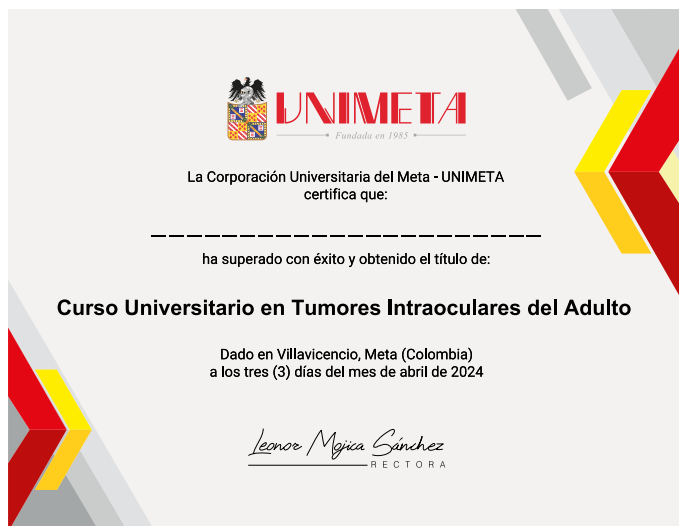 UNIMETA
Fundada en 1985
La Corporación Universitaria del Meta - UNIMETA
certifica que:
ha superado con éxito y obtenido el título de:
Curso Universitario en Tumores Intraoculares del Adulto
Dado en Villavicencio, Meta (Colombia)
a los tres (3) días del mes de abril de 2024
Leonor Mojica Sánchez
RECTORA